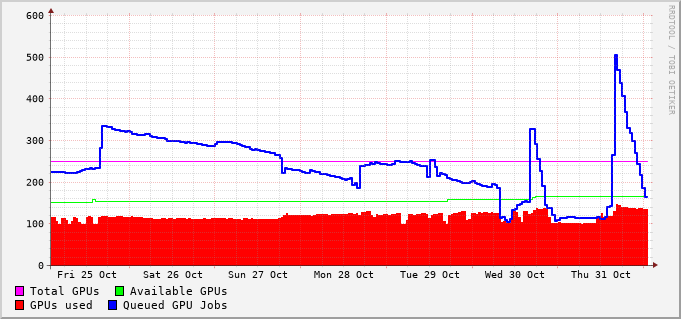 RRDTOOL / TOBI OETIKER
600
500
400
300
200
100
0
Fri 25 Oct Sat 26 Oct Sun 27 Oct Mon 28 Oct Tue 29 Oct Wed 30 Oct Thu 31 Oct
Total GPUs Available GPUs
GPUs used Queued GPU Jobs